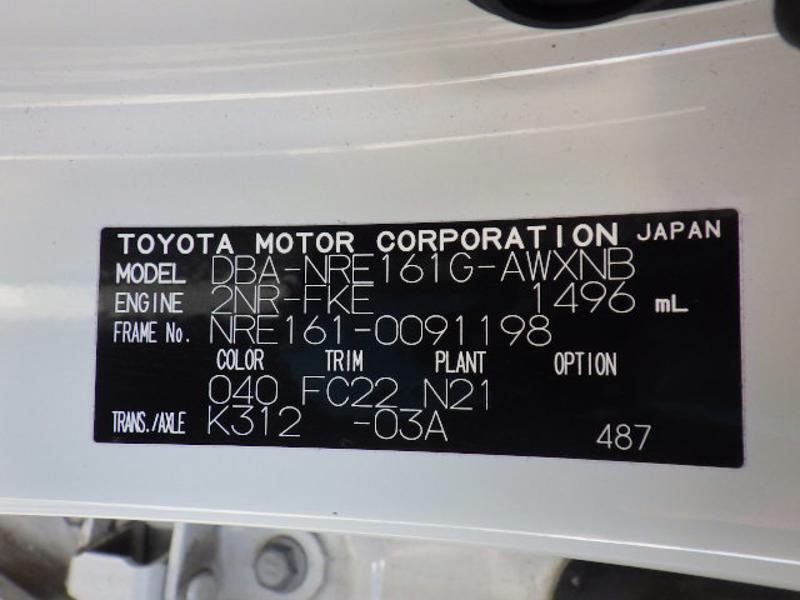 TOYOTA MOTOR CORPORATION JAPAN
MODEL DBA-NRE161G-AWXNB
ENGINE 2NR-FKE 1496 mL
FRAME No. NRE161-0091198
COLOR TRIM PLANT OPTION
040 FC22 N21
TRANS./AXLE K312 -03A 487